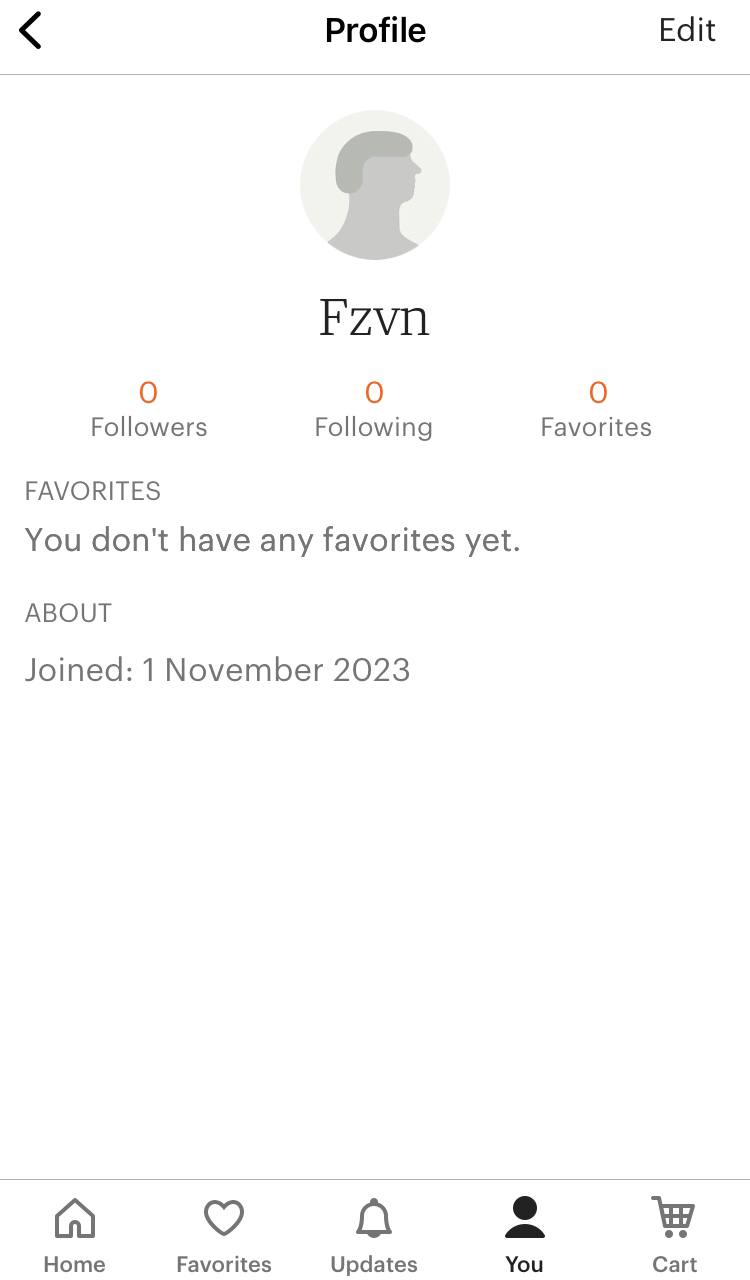 Profile Edit
Fzvn
0 0 0
Followers Following Favorites
FAVORITES
You don't have any favorites yet.
ABOUT
Joined: 1 November 2023
Home Favorites Updates You Cart